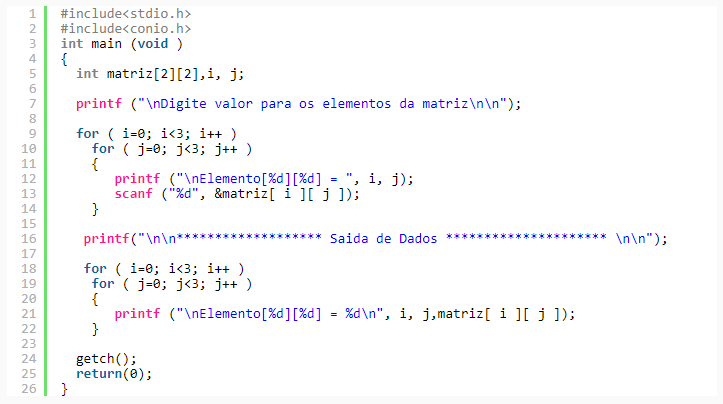 1 #include<stdio.h>
2 #include<conio.h>
3 int main (void )
4 {
5   int matriz[2][2],i, j;
6
7   printf ("\nDigite valor para os elementos da matriz\n\n");
8
9   for ( i=0; i<3; i++ )
10     for ( j=0; j<3; j++ )
11     {
12        printf ("\nElemento[%d][%d] = ", i, j);
13        scanf ("%d", &matriz[ i ][ j ]);
14     }
15
16    printf("\n\n******************* Saida de Dados ********************* \n\n");
17
18    for ( i=0; i<3; i++ )
19     for ( j=0; j<3; j++ )
20     {
21        printf ("\nElemento[%d][%d] = %d\n", i, j,matriz[ i ][ j ]);
22     }
23
24   getch();
25   return(0);
26 }